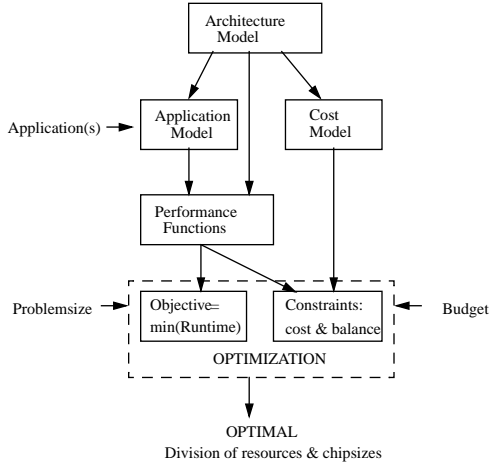 Architecture
Model
Application(s)
Application
Model
Cost
Model
Performance
Functions
Problemsize
Objective=
min(Runtime)
Constraints:
cost & balance
Budget
OPTIMIZATION
OPTIMAL
Division of resources & chipsizes